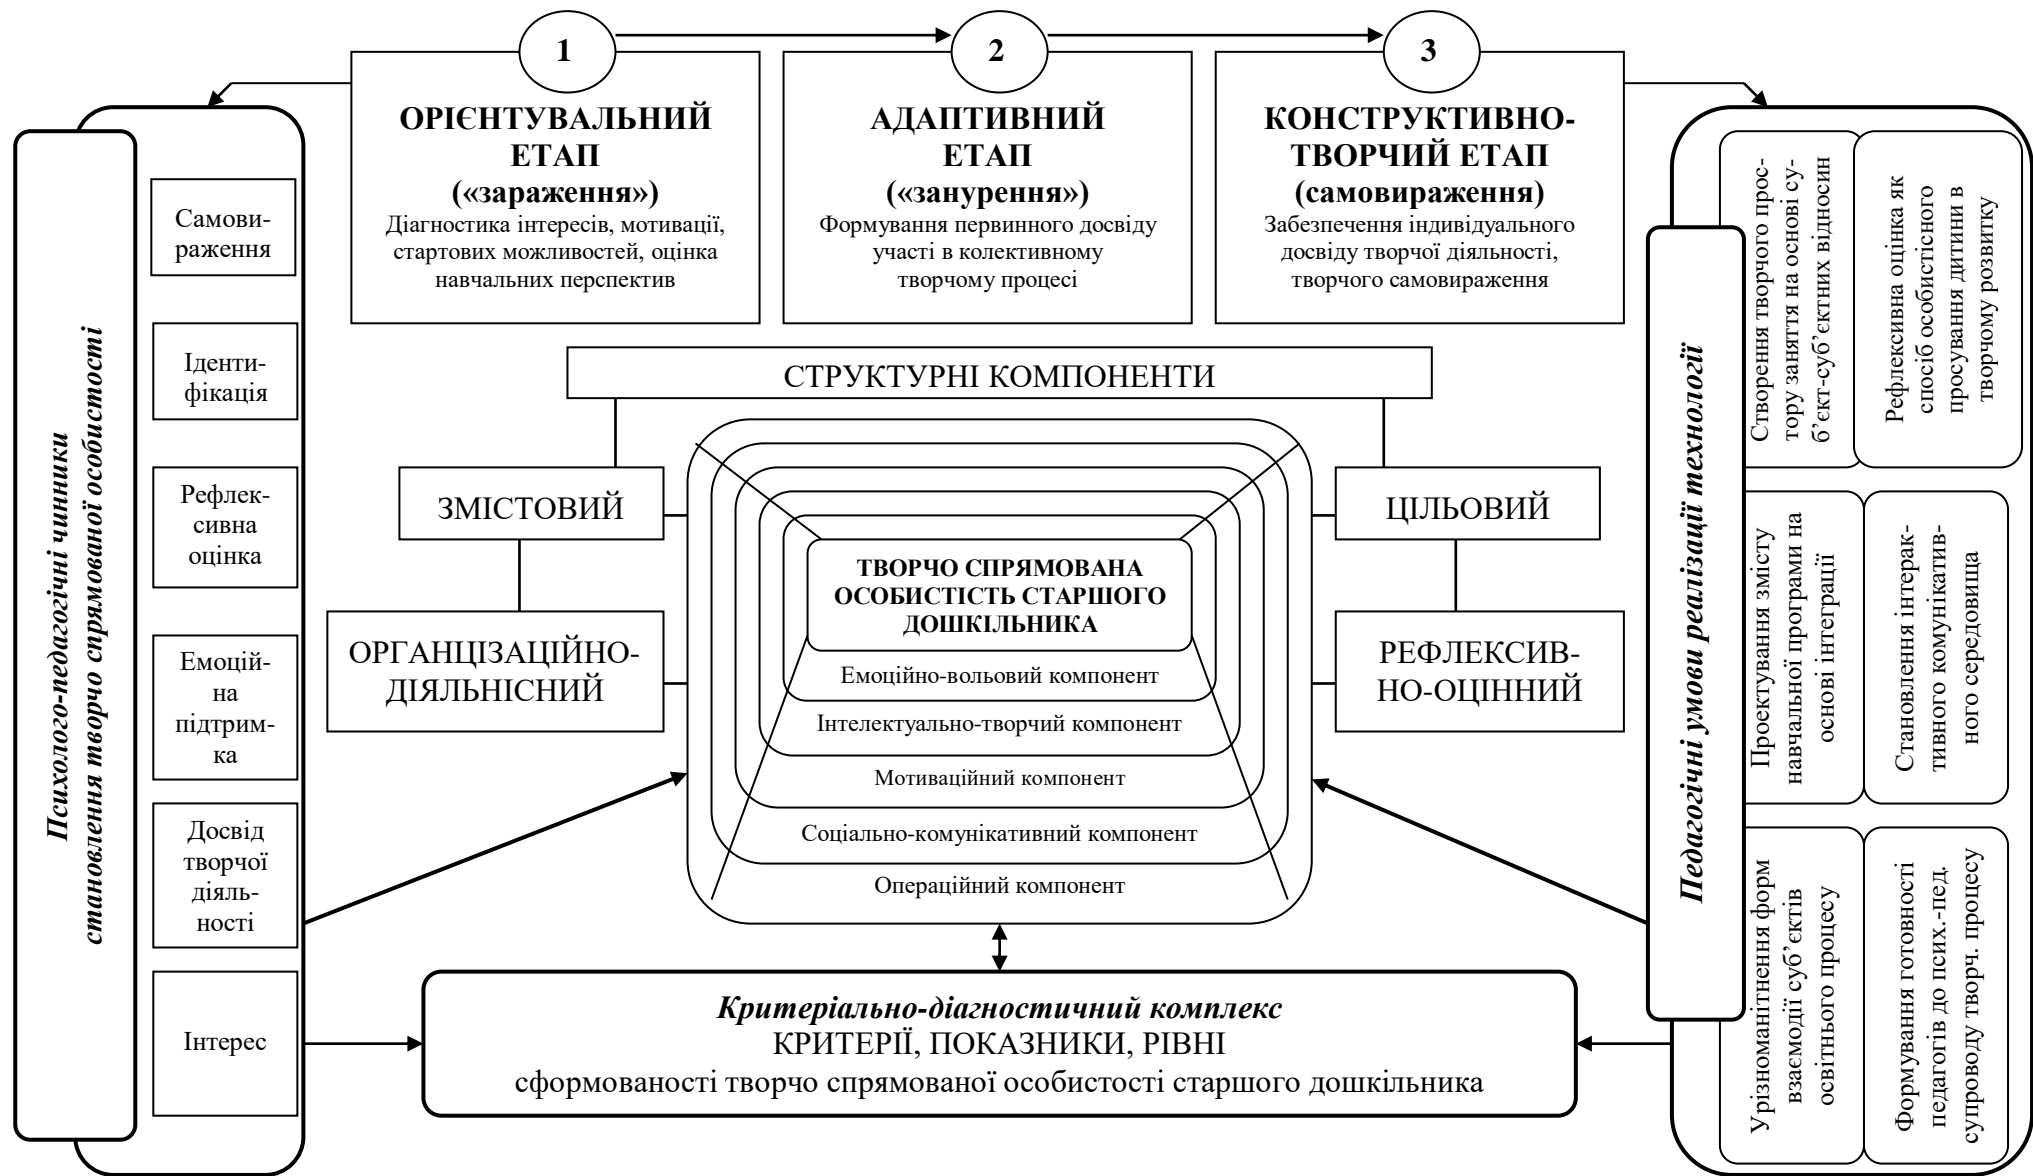 1
2
3
ОРІЄНТУВАЛЬНИЙ
ЕТАП
(«зараження»)
Діагностика інтересів, мотивації,
стартових можливостей, оцінка
навчальних перспектив
АДАПТИВНИЙ
ЕТАП
(«занурення»)
Формування первинного досвіду
участі в колективному
творчому процесі
КОНСТРУКТИВНО-
ТВОРЧИЙ ЕТАП
(самовираження)
Забезпечення індивідуального
досвіду творчої діяльності,
творчого самовираження
Психолого-педагогічні чинники
становлення творчо спрямованої особистості
Самови-
раження
Іденти-
фікація
Рефлек-
сивна
оцінка
Емоцій-
на
підтрим-
ка
Досвід
творчої
діяль-
ності
Інтерес
СТРУКТУРНІ КОМПОНЕНТИ
ЗМІСТОВИЙ
ЦІЛЬОВИЙ
ОРГАНЦІЗАЦІЙНО-
ДІЯЛЬНІСНИЙ
РЕФЛЕКСИВ-
НО-ОЦІННИЙ
ТВОРЧО СПРЯМОВАНА
ОСОБИСТІСТЬ СТАРШОГО
ДОШКІЛЬНИКА
Емоційно-вольовий компонент
Інтелектуально-творчий компонент
Мотиваційний компонент
Соціально-комунікативний компонент
Операційний компонент
Критеріально-діагностичний комплекс
КРИТЕРІЇ, ПОКАЗНИКИ, РІВНІ
сформованості творчо спрямованої особистості старшого дошкільника
Педагогічні умови реалізації технології
Створення творчого прос-
тору заняття на основі су-
б’єкт-суб’єктних відносин
Рефлексивна оцінка як
спосіб особистісного
просування дитини в
творчому розвитку
Проектування змісту
навчальної програми на
основі інтеграції
Становлення інтерак-
тивного комунікатив-
ного середовища
Урізноманітнення форм
взаємодії суб’єктів
освітнього процесу
Формування готовності
педагогів до псих.-пед.
супроводу творч. процесу